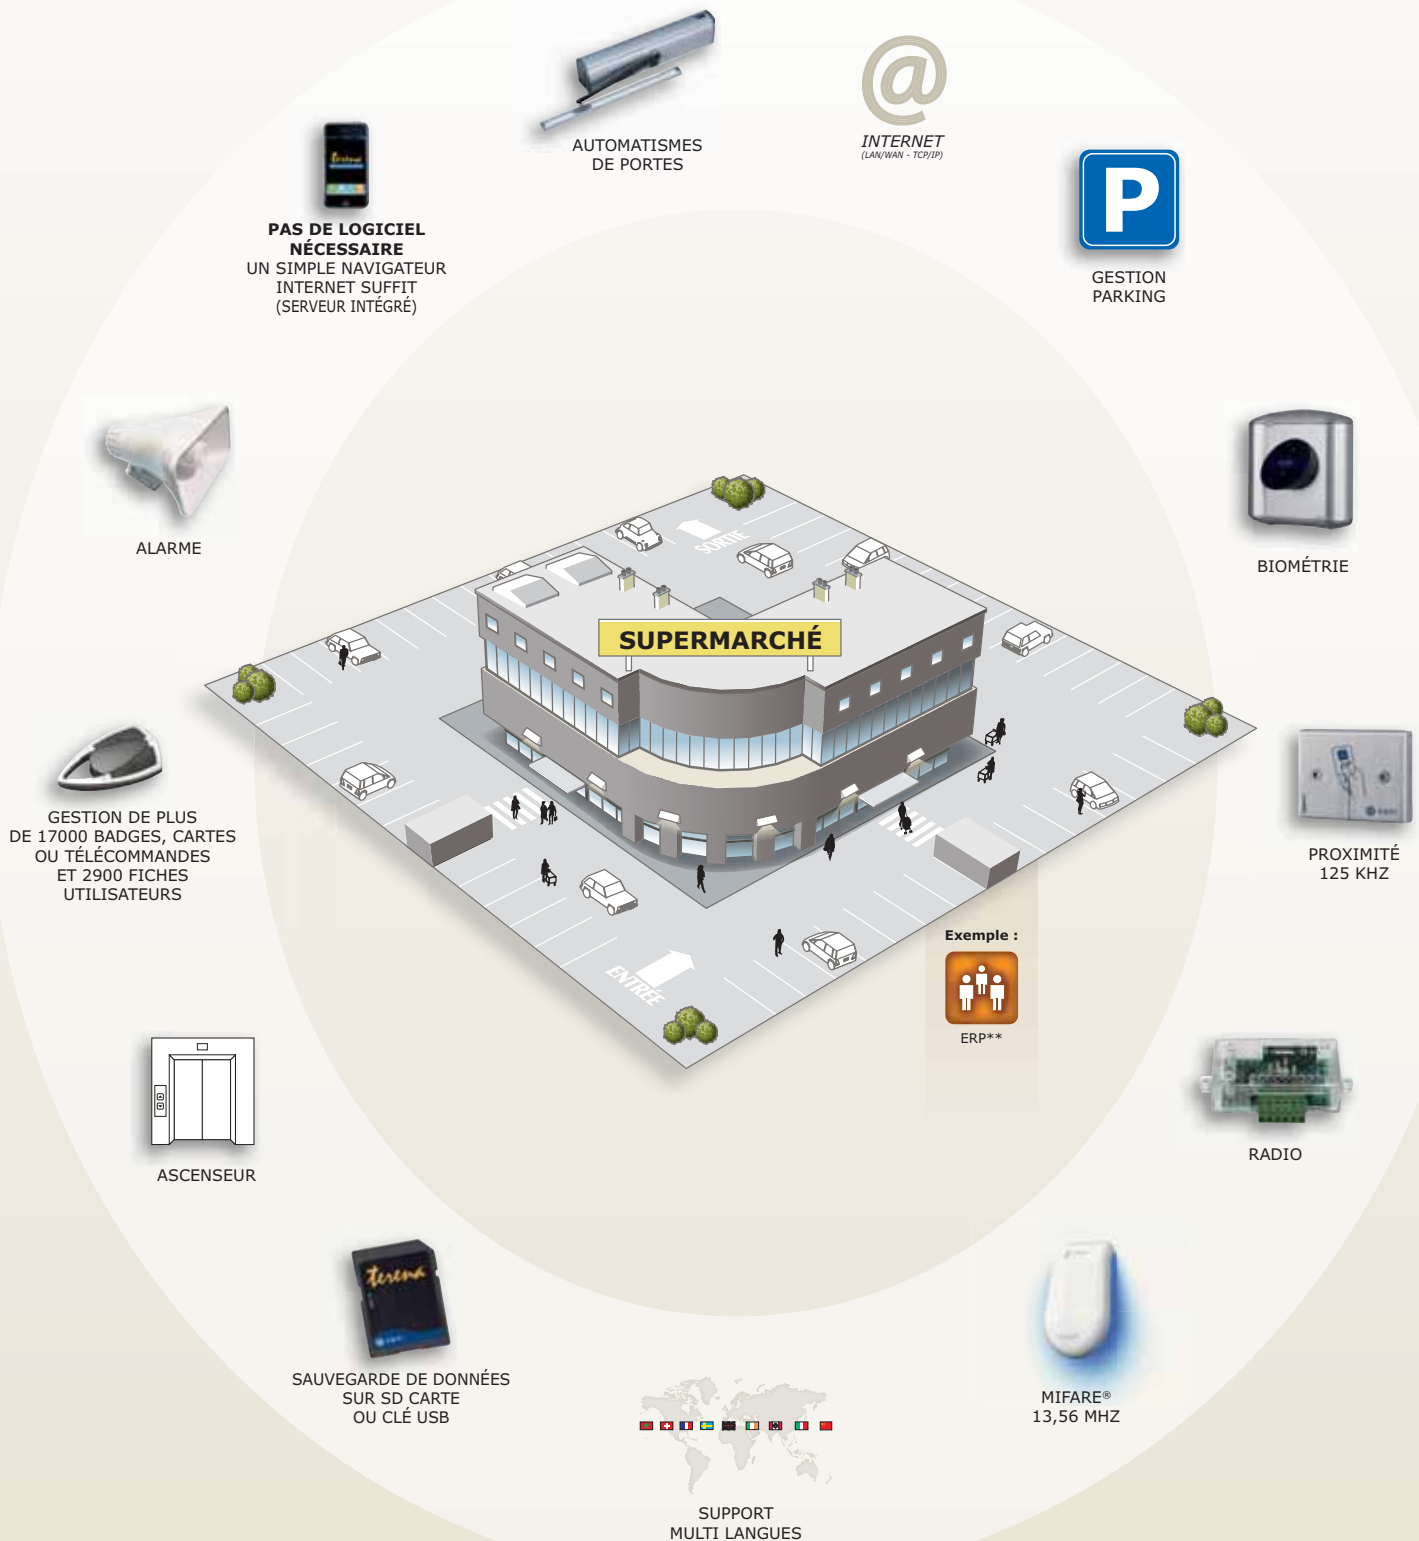 AUTOMATISMES
DE PORTES
@
INTERNET
(LAN/WAN - TCP/IP)
terena
PAS DE LOGICIEL
NÉCESSAIRE
UN SIMPLE NAVIGATEUR
INTERNET SUFFIT
(SERVEUR INTÉGRÉ)
P
GESTION
PARKING
ALARME
BIOMÉTRIE
SORTIE
SUPERMARCHÉ
GESTION DE PLUS
DE 17000 BADGES, CARTES
OU TÉLÉCOMMANDES
ET 2900 FICHES
UTILISATEURS
PROXIMITÉ
125 KHZ
ENTRÉE
Exemple :
ERP**
ASCENSEUR
RADIO
terena
SAUVEGARDE DE DONNÉES
SUR SD CARTE
OU CLÉ USB
MIFARE®
13,56 MHZ
SUPPORT
MULTI LANGUES